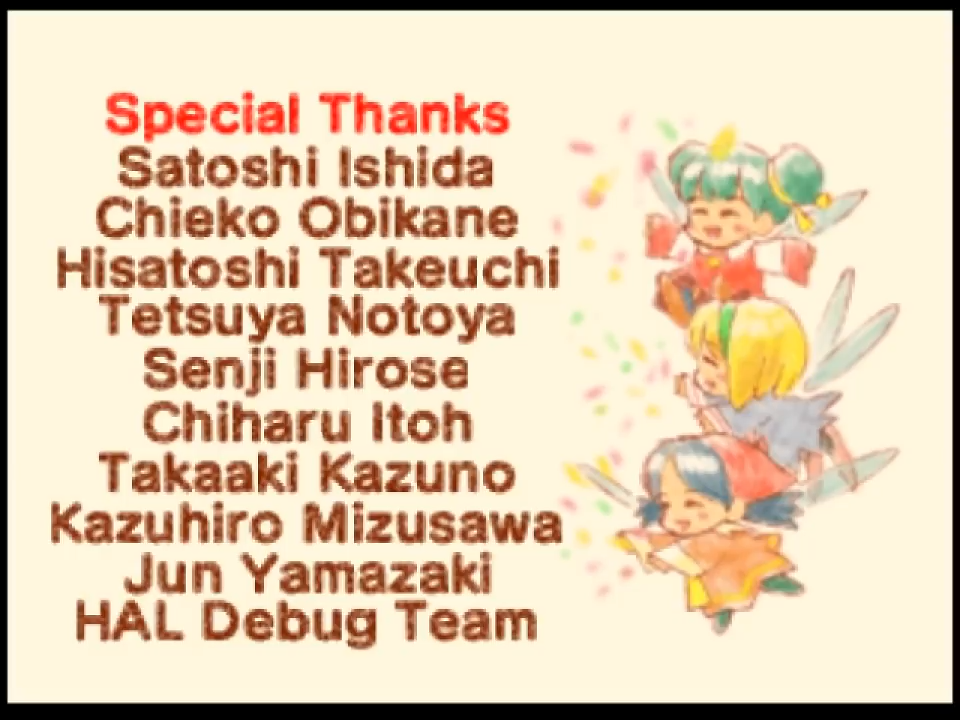 Special Thanks
Satoshi Ishida
Chieko Obikane
Hisatoshi Takeuchi
Tetsuya Notoya
Senji Hirose
Chiharu Itoh
Takaaki Kazuno
Kazuhiro Mizusawa
Jun Yamazaki
HAL Debug Team